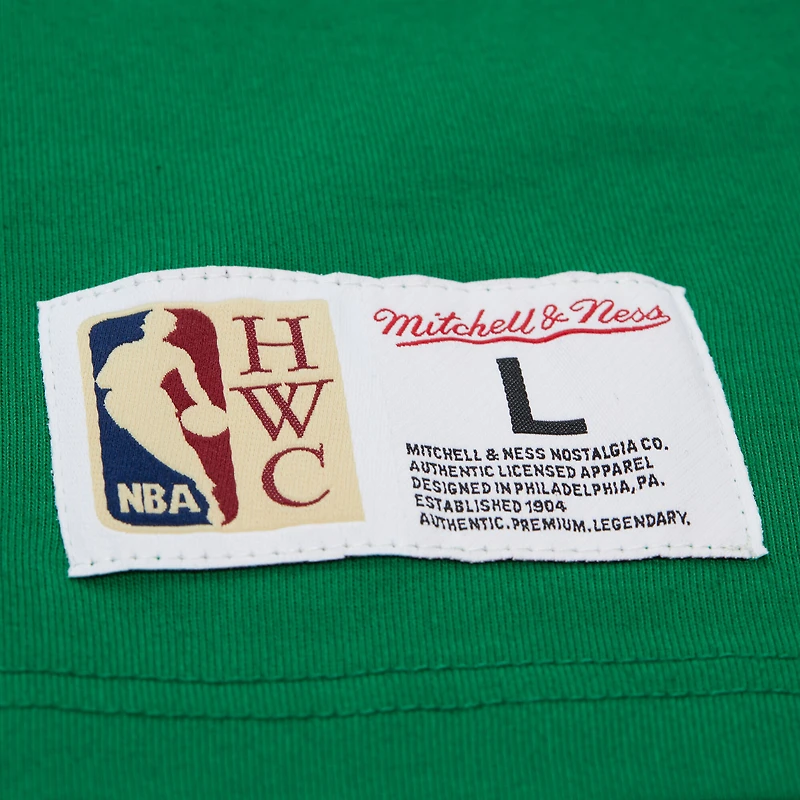 NBA
H
W
C
Mitchell & Ness
L
MITCHELL & NESS NOSTALGIA CO.
AUTHENTIC LICENSED APPAREL
DESIGNED IN PHILADELPHIA, PA.
ESTABLISHED 1904
AUTHENTIC.PREMIUM.LEGENDARY.